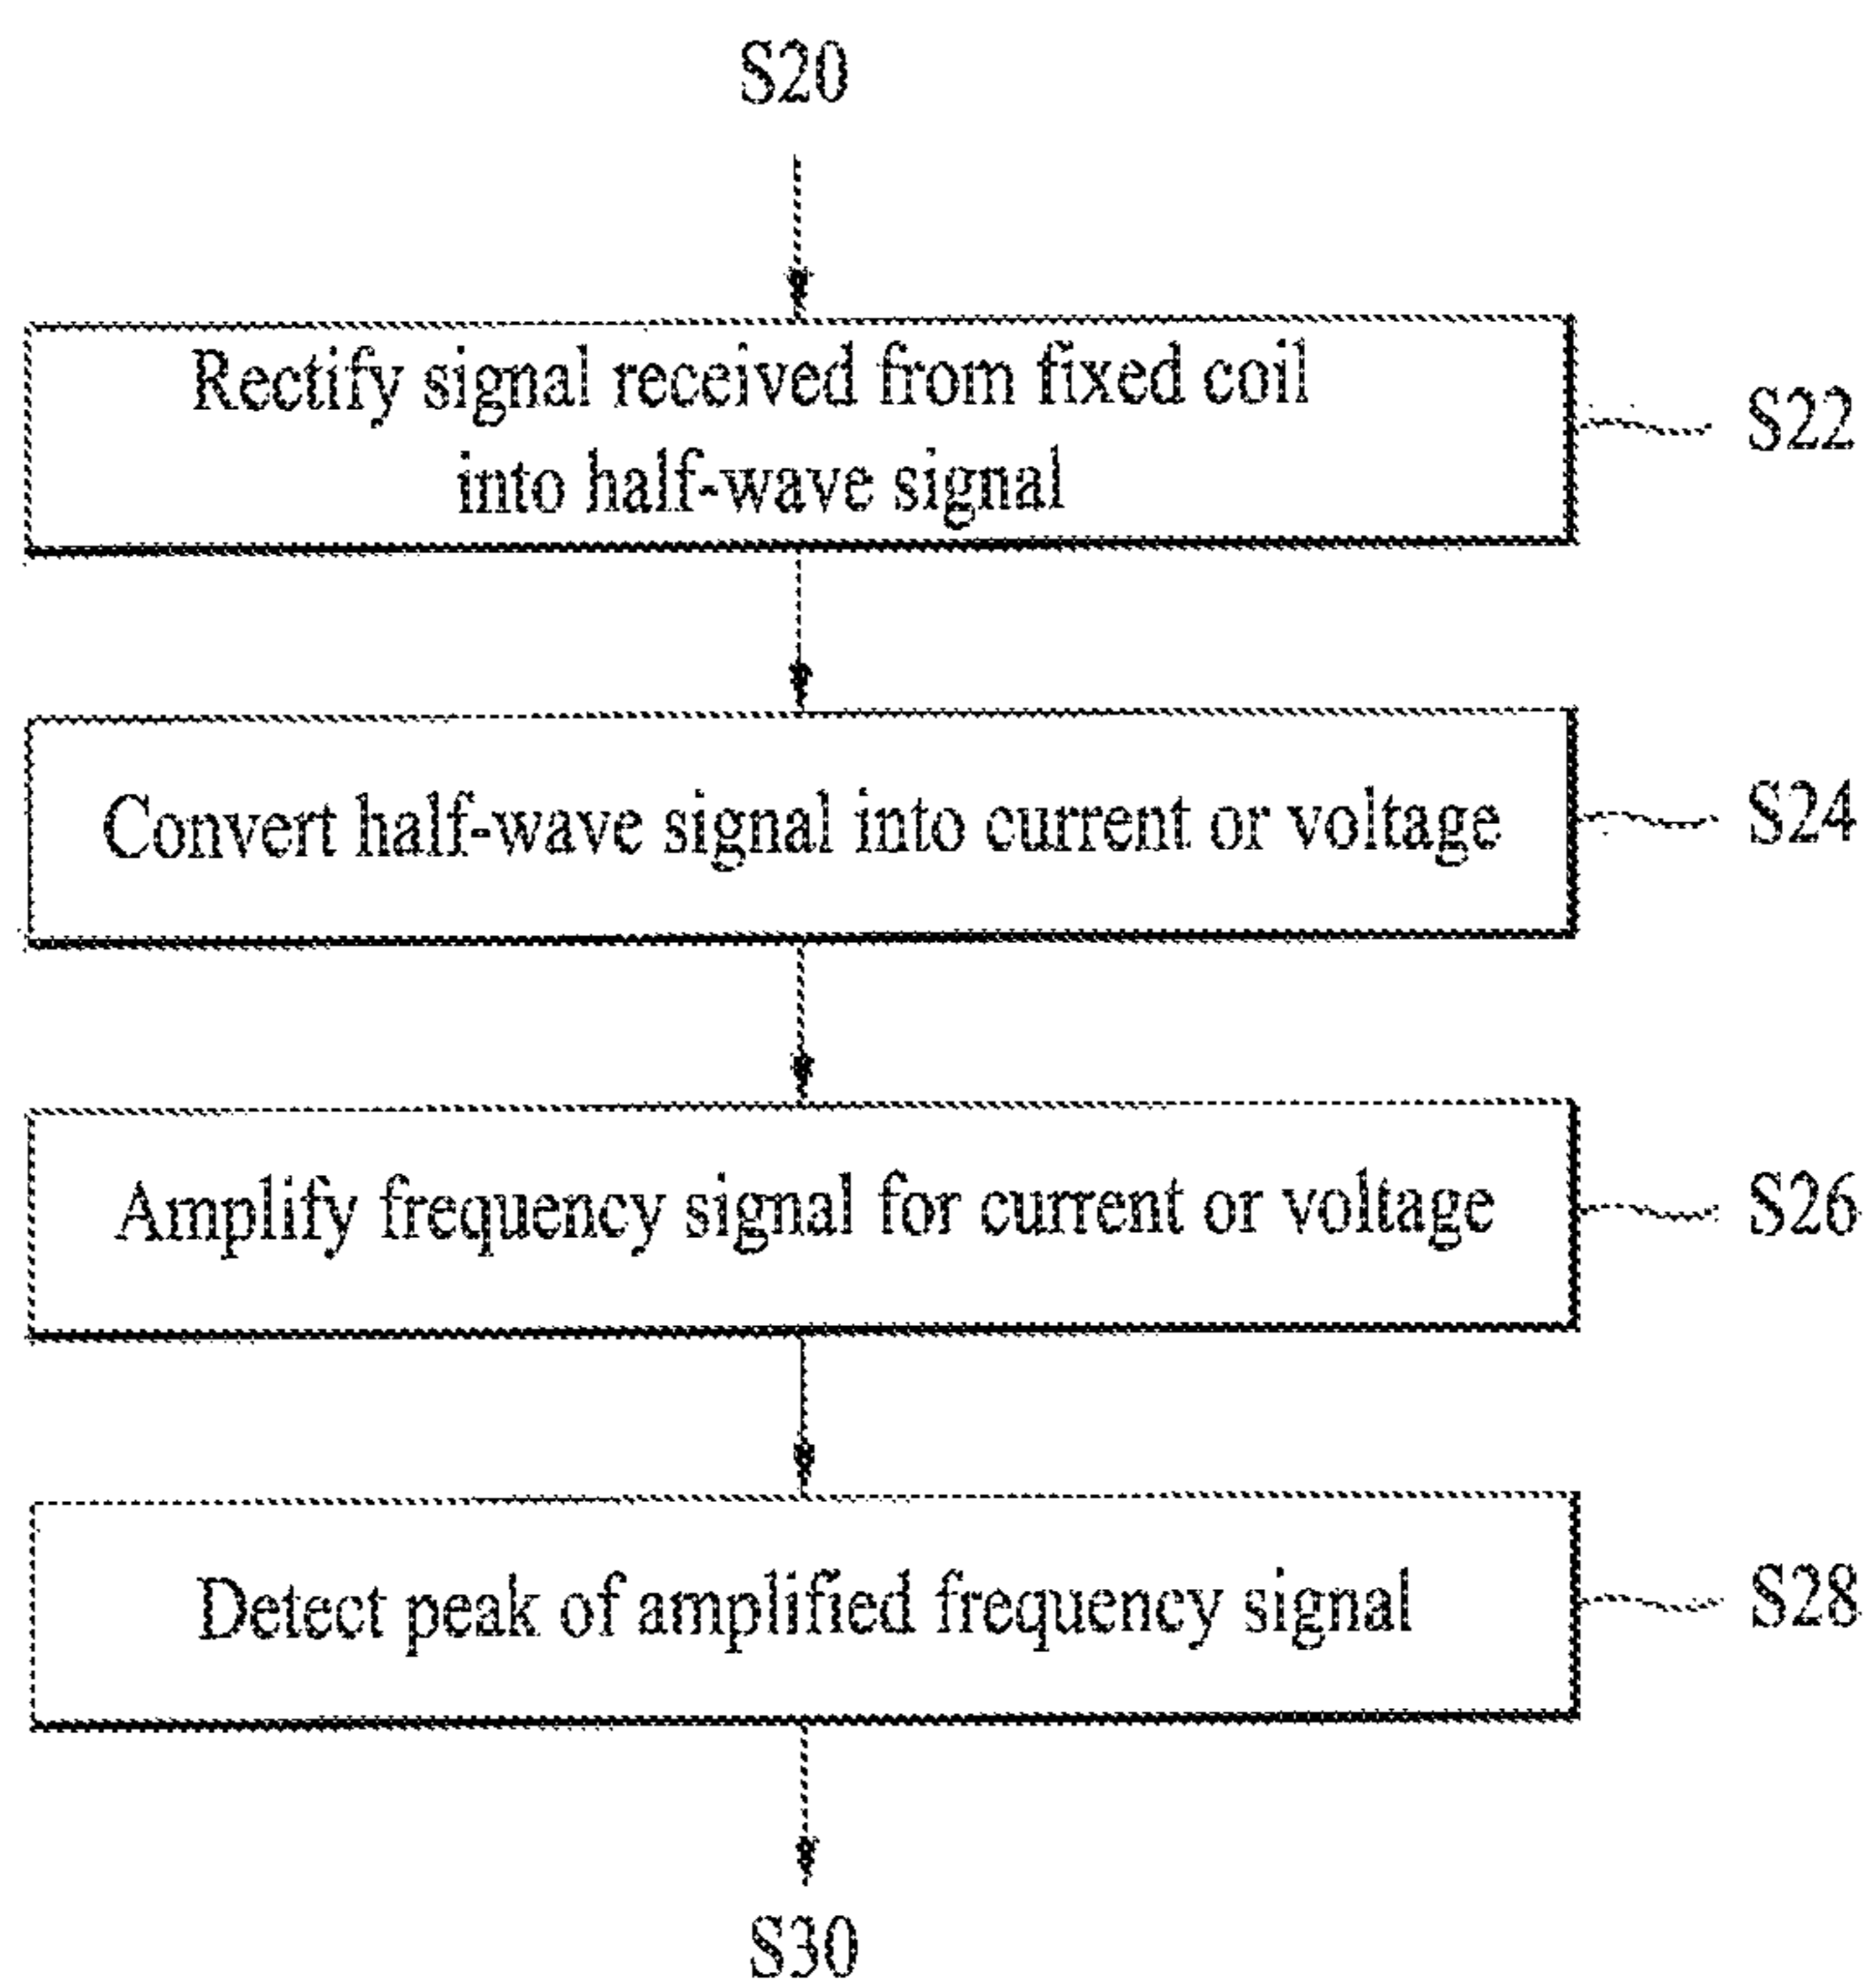 S20
Rectify signal received from fixed coil
into half-wave signal
S22
Convert half-wave signal into current or voltage
S24
Amplify frequency signal for current or voltage
S26
Detect peak of amplified frequency signal
S28
S30